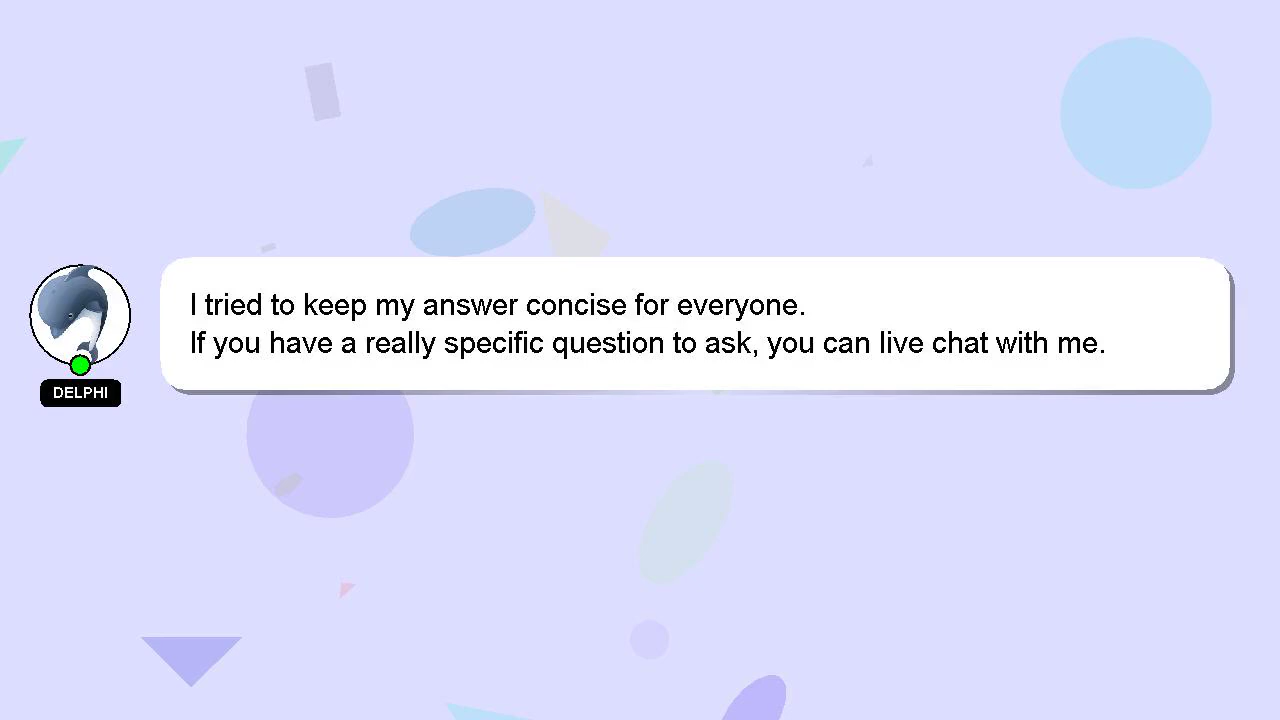 I tried to keep my answer concise for everyone.
If you have a really specific question to ask, you can live chat with me.
DELPHI